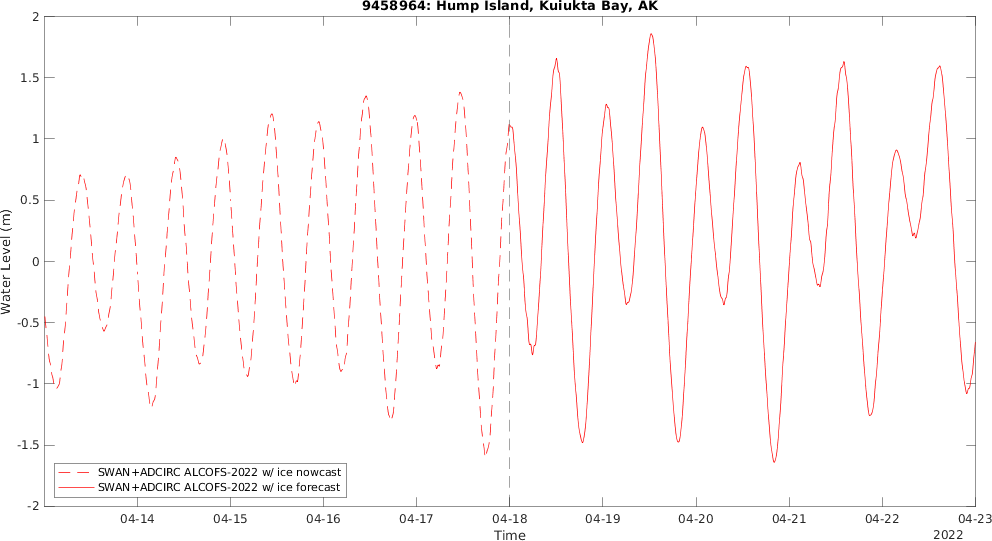 9458964: Hump Island, Kuiukta Bay, AK
Water Level (m)
2
1.5
1
0.5
0
-0.5
-1
-1.5
-2
SWAN+ADCIRC ALCOFS-2022 w/ ice nowcast
SWAN+ADCIRC ALCOFS-2022 w/ ice forecast
04-14 04-15 04-16 04-17 04-18 04-19 04-20 04-21 04-22 04-23
Time
2022